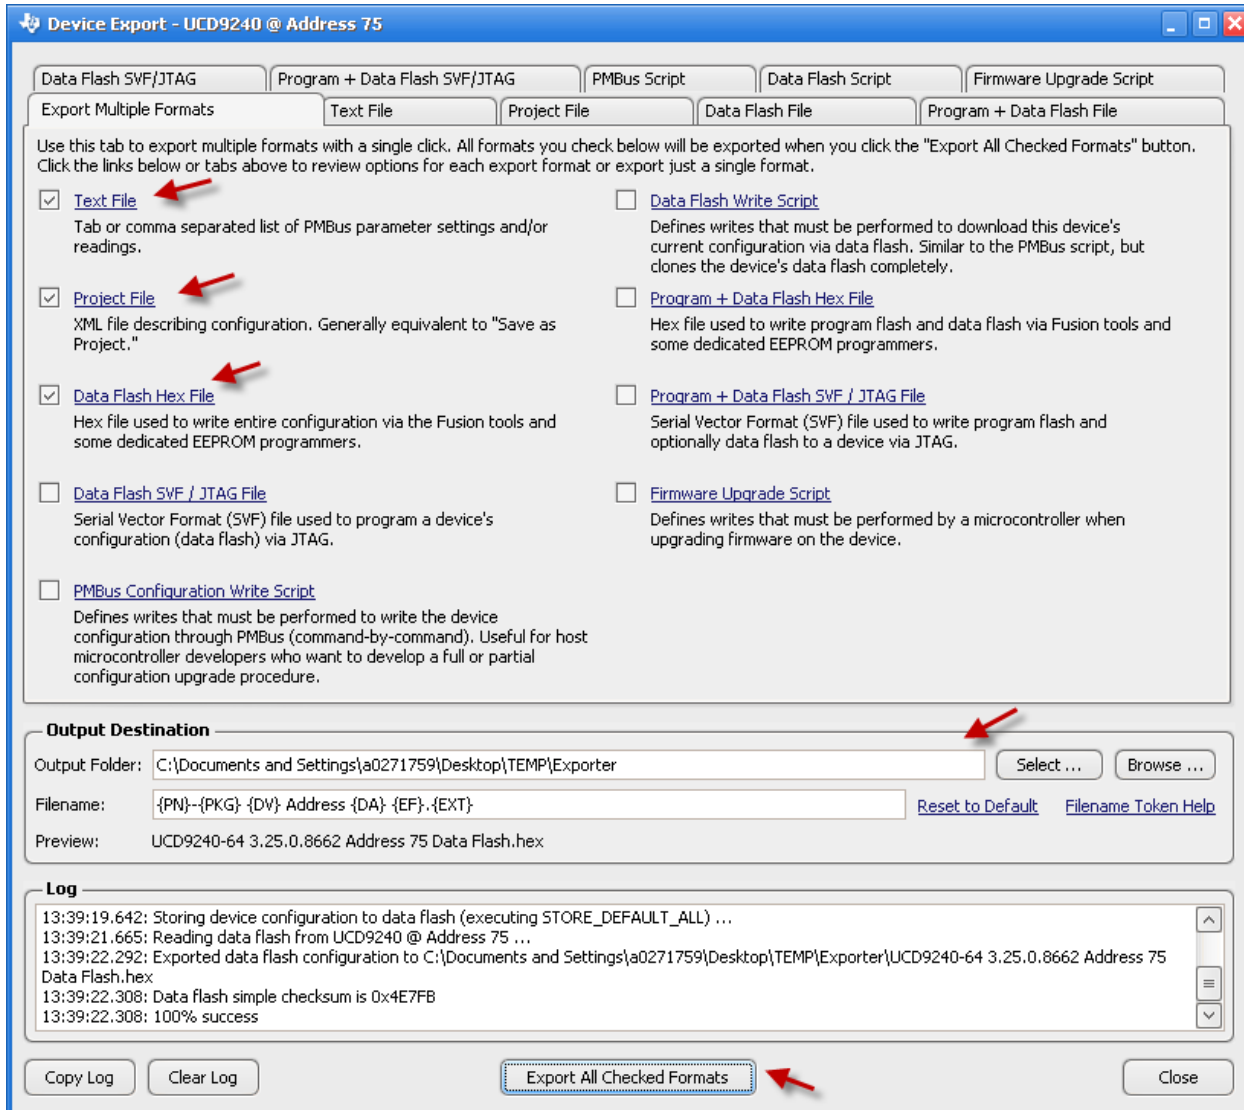 Device Export - UCD9240 @ Address 75
Data Flash SVF/JTAG
Program + Data Flash SVF/JTAG
PMBus Script
Data Flash Script
Firmware Upgrade Script
Export Multiple Formats
Text File
Project File
Data Flash File
Program + Data Flash File
Use this tab to export multiple formats with a single click. All formats you check below will be exported when you click the "Export All Checked Formats" button.
Click the links below or tabs above to review options for each export format or export just a single format.
Text File
Tab or comma separated list of PMBus parameter settings and/or
readings.
Project File
XML file describing configuration. Generally equivalent to "Save as
Project."
Data Flash Hex File
Hex file used to write entire configuration via the Fusion tools and
some dedicated EEPROM programmers.
Data Flash SVF / JTAG File
Serial Vector Format (SVF) file used to program a device's
configuration (data flash) via JTAG.
PMBus Configuration Write Script
Defines writes that must be performed to write the device
configuration through PMBus (command-by-command). Useful for host
microcontroller developers who want to develop a full or partial
configuration upgrade procedure.
Data Flash Write Script
Defines writes that must be performed to download this device's
current configuration via data flash. Similar to the PMBus script, but
clones the device's data flash completely.
Program + Data Flash Hex File
Hex file used to write program flash and data flash via Fusion tools and
some dedicated EEPROM programmers.
Program + Data Flash SVF / JTAG File
Serial Vector Format (SVF) file used to write program flash and
optionally data flash to a device via JTAG.
Firmware Upgrade Script
Defines writes that must be performed by a microcontroller when
upgrading firmware on the device.
Output Destination
Output Folder: C:\Documents and Settings\a0271759\Desktop\TEMP\Exporter Select ... Browse ...
Filename: {PN}-{PKG} {DV} Address {DA} {EF}.{EXT} Reset to Default Filename Token Help
Preview: UCD9240-64 3.25.0.8662 Address 75 Data Flash.hex
Log
13:39:19.642: Storing device configuration to data flash (executing STORE_DEFAULT_ALL) ...
13:39:21.665: Reading data flash from UCD9240 @ Address 75 ...
13:39:22.292: Exported data flash configuration to C:\Documents and Settings\a0271759\Desktop\TEMP\Exporter\UCD9240-64 3.25.0.8662 Address 75
Data Flash.hex
13:39:22.308: Data flash simple checksum is 0x4E7FB
13:39:22.308: 100% success
Copy Log Clear Log Export All Checked Formats Close